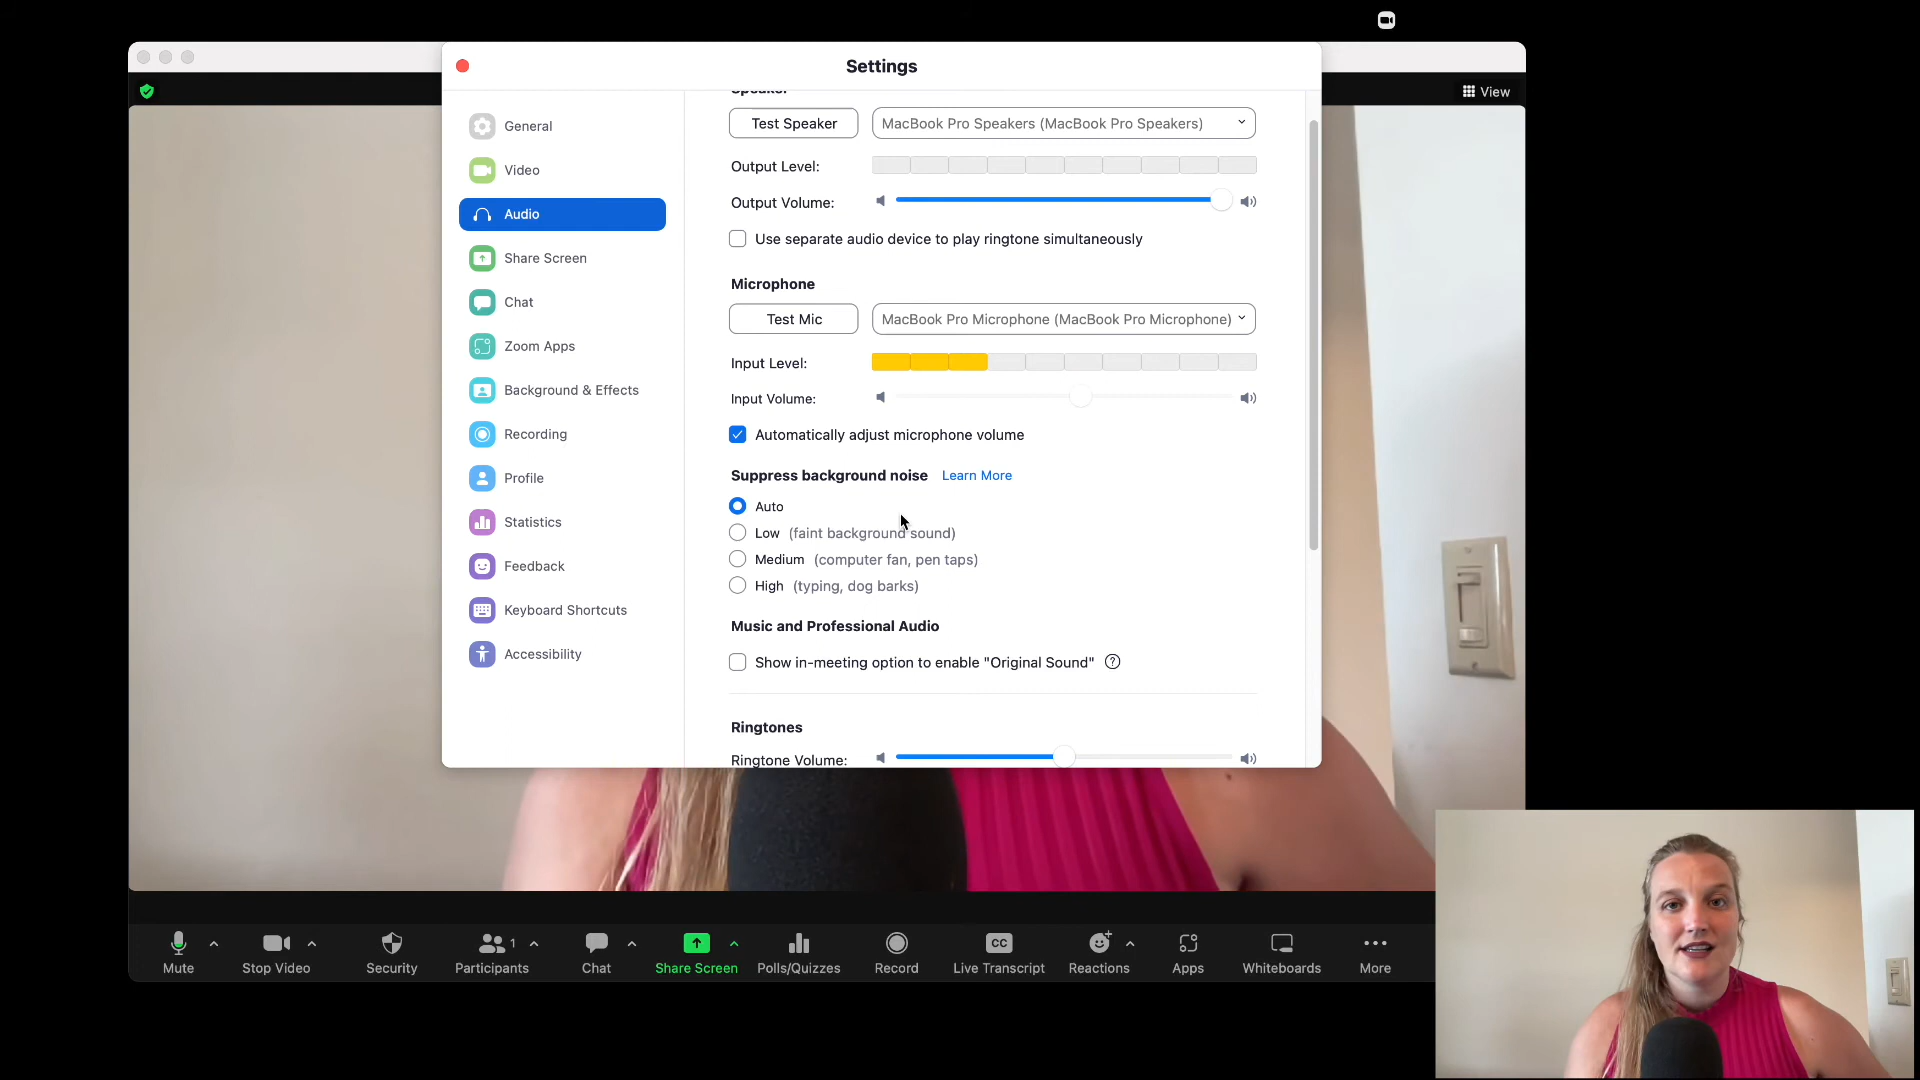 Settings
View
General
Video
Audio
Share Screen
Chat
Zoom Apps
Background & Effects
Recording
Profile
Statistics
Feedback
Keyboard Shortcuts
Accessibility
Speaker
Test Speaker MacBook Pro Speakers (MacBook Pro Speakers)
Output Level:
Output Volume:
Use separate audio device to play ringtone simultaneously
Microphone
Test Mic MacBook Pro Microphone (MacBook Pro Microphone)
Input Level:
Input Volume:
Automatically adjust microphone volume
Suppress background noise Learn More
Auto
Low (faint background sound)
Medium (computer fan, pen taps)
High (typing, dog barks)
Music and Professional Audio
Show in-meeting option to enable "Original Sound" ?
Ringtones
Ringtone Volume:
1
CC
Mute Stop Video Security Participants Chat Share Screen Polls/Quizzes Record Live Transcript Reactions Apps Whiteboards More